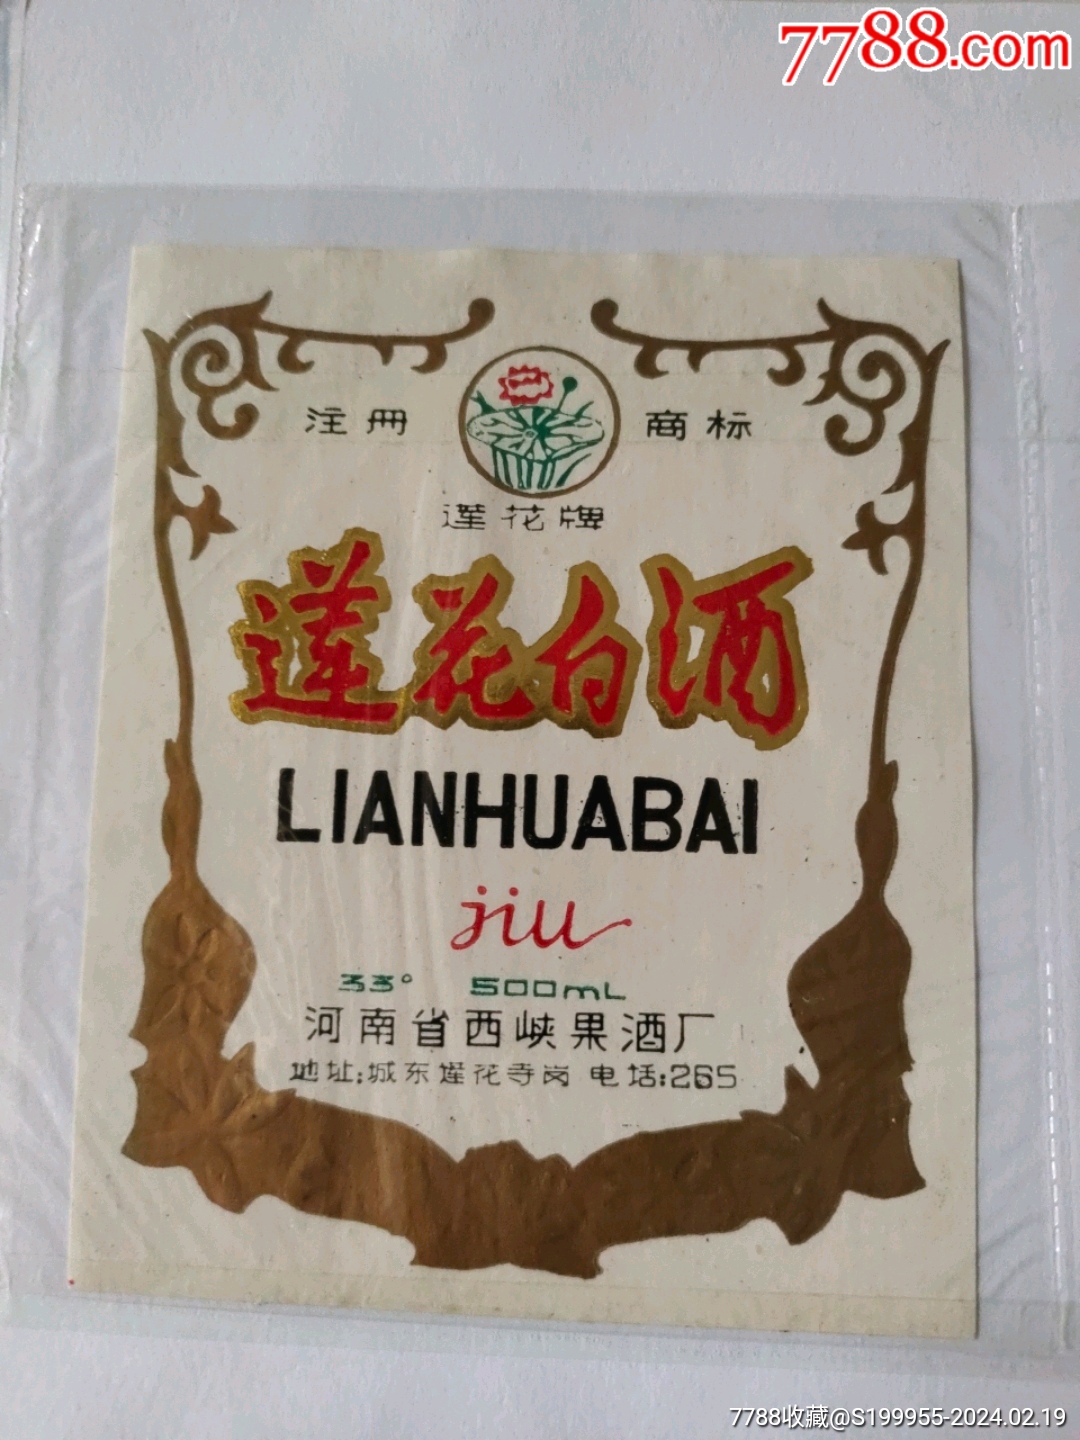 7788.com
注册 商标
莲花牌
莲花白酒
LIANHUABAI
jiu
33° 500mL
河南省西峡果酒厂
地址:城东莲花寺岗 电话:265
7788收藏@S199955-2024.02.19